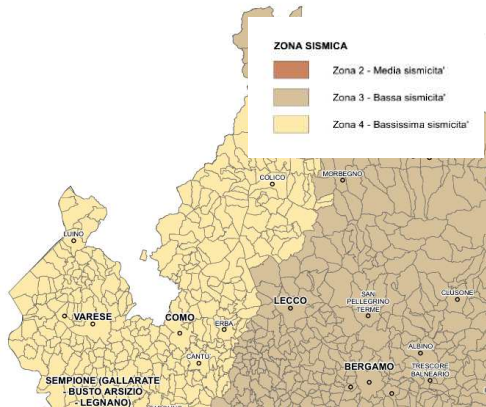 ZONA SISMICA
Zona 2 - Media sismicita'
Zona 3 - Bassa sismicita'
Zona 4 - Bassissima sismicita'
COLICO
MORBEGNO
LUINO
VARESE
COMO
ERBA
LECCO
SAN
PELLEGRINO
TERME
CLUSONE
CANTU'
ALBINO
BERGAMO
TRESCORE
BALNEARIO
SEMPIONE (GALLARATE
- BUSTO ARSIZIO
- LEGNANO)